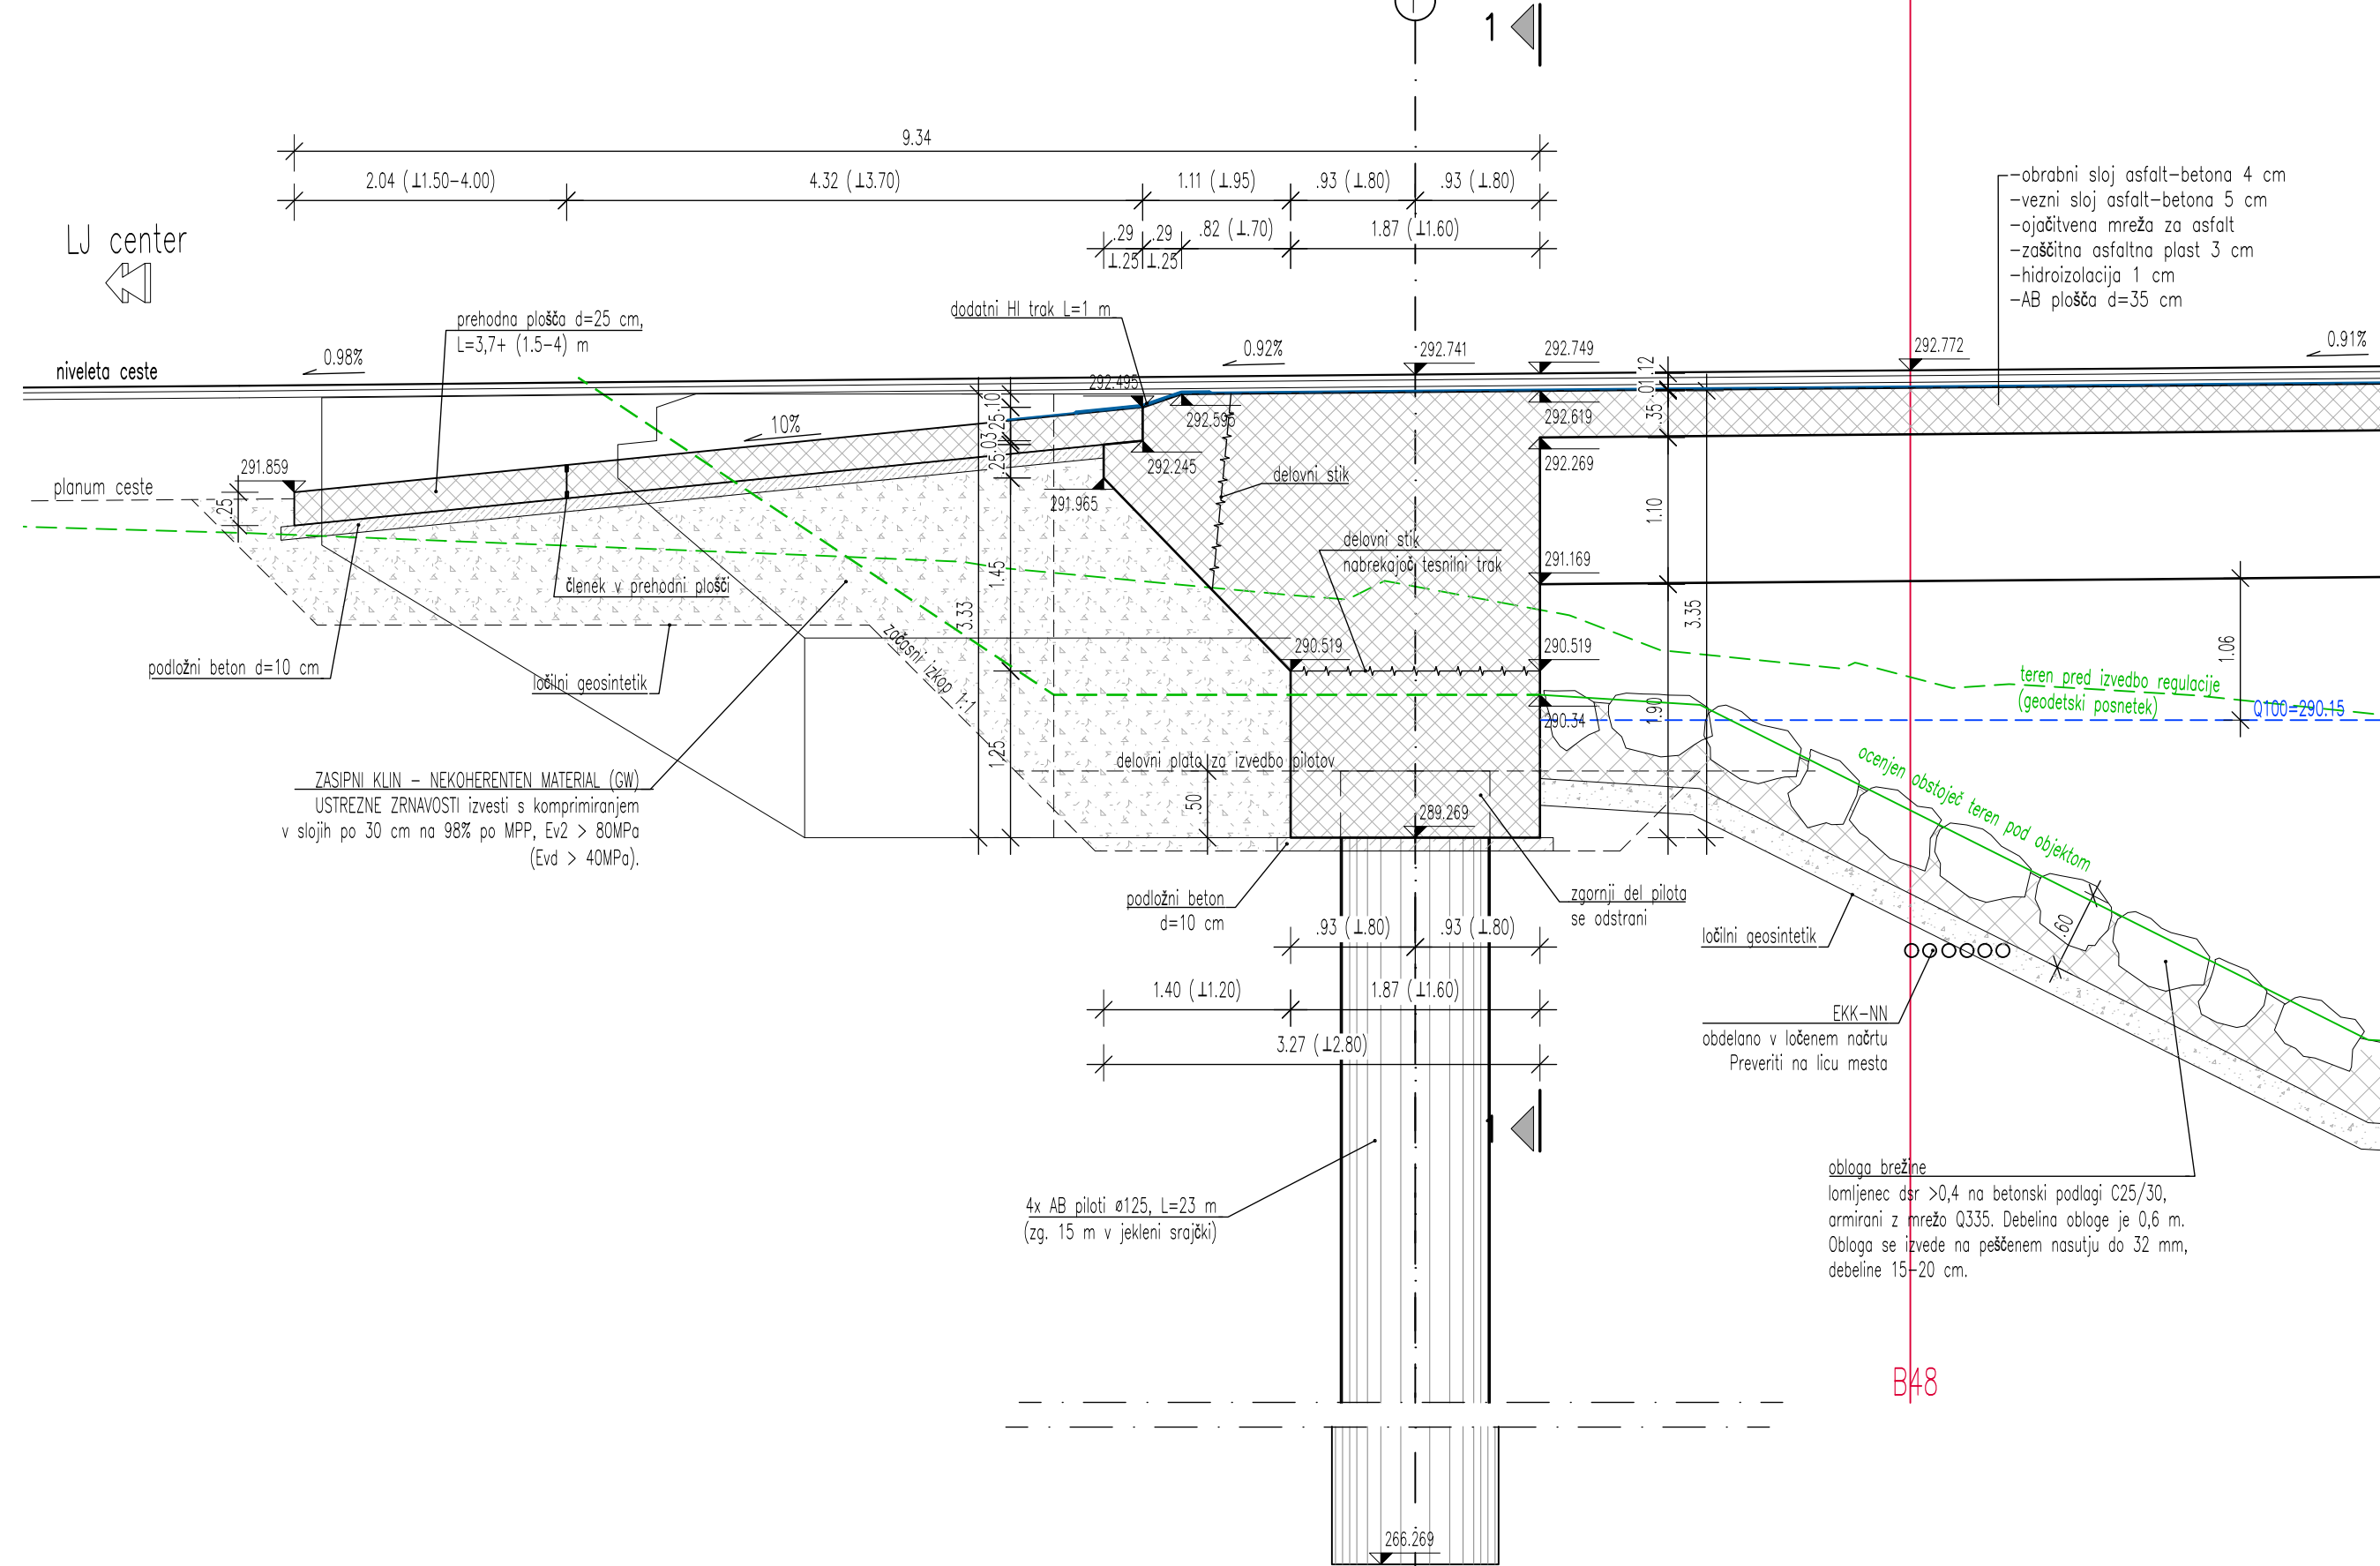 1
9.34
2.04 (⊥1.50-4.00)
4.32 (⊥3.70)
1.11 (⊥.95)
.93 (⊥.80)
.93 (⊥.80)
.29
.29
.82 (⊥.70)
1.87 (⊥1.60)
⊥.25
⊥.25
LJ center
-obrabni sloj asfalt-betona 4 cm
-vezni sloj asfalt-betona 5 cm
-ojačitvena mreža za asfalt
-zaščitna asfaltna plast 3 cm
-hidroizolacija 1 cm
-AB plošča d=35 cm
prehodna plošča d=25 cm,
L=3,7+ (1.5-4) m
dodatni HI trak L=1 m
niveleta ceste
0.98%
0.92%
292.741
292.749
292.772
0.91%
.12
.01
.35
292.495
292.595
292.619
.10
.25
.03
.25
10%
291.859
planum ceste
.25
292.245
291.965
delovni stik
292.269
1.10
delovni stik
nabrekajoč tesnilni trak
291.169
členek v prehodni plošči
1.45
3.33
3.35
1.06
začasni izkop 1:1
podložni beton d=10 cm
ločilni geosintetik
290.519
290.519
teren pred izvedbo regulacije
(geodetski posnetek)
Q100=290.15
1.90
290.34
1.25
delovni plato za izvedbo pilotov
ocenjen obstoječ teren pod objektom
ZASIPNI KLIN - NEKOHERENTEN MATERIAL (GW)
USTREZNE ZRNAVOSTI izvesti s komprimiranjem
v slojih po 30 cm na 98% po MPP, Ev2 > 80MPa
(Evd > 40MPa).
.50
289.269
podložni beton
d=10 cm
zgornji del pilota
se odstrani
.93 (⊥.80)
.93 (⊥.80)
ločilni geosintetik
.60
1.40 (⊥1.20)
1.87 (⊥1.60)
EKK-NN
obdelano v ločenem načrtu
Preveriti na licu mesta
3.27 (⊥2.80)
1
obloga brežine
lomljenec dsr >0,4 na betonski podlagi C25/30,
armirani z mrežo Q335. Debelina obloge je 0,6 m.
Obloga se izvede na peščenem nasutju do 32 mm,
debeline 15-20 cm.
4x AB piloti ø125, L=23 m
(zg. 15 m v jekleni srajčki)
B48
266.269